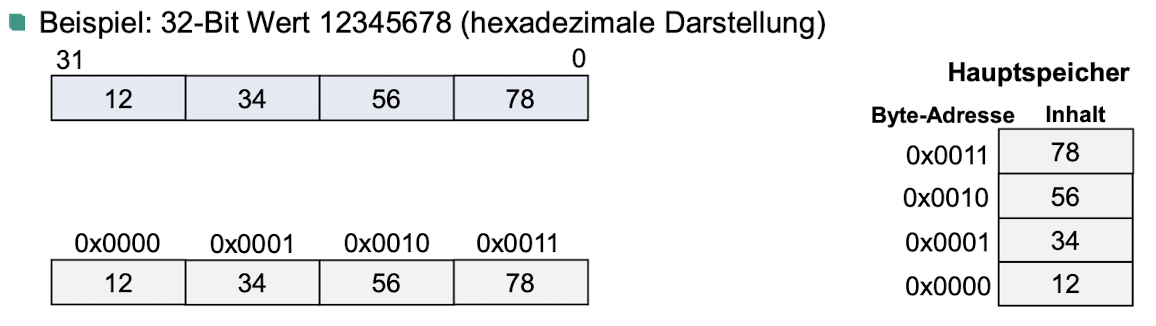 Beispiel: 32-Bit Wert 12345678 (hexadezimale Darstellung)
31 0
12 34 56 78
0x0000 0x0001 0x0010 0x0011
12 34 56 78
Hauptspeicher
Byte-Adresse Inhalt
0x0011 78
0x0010 56
0x0001 34
0x0000 12